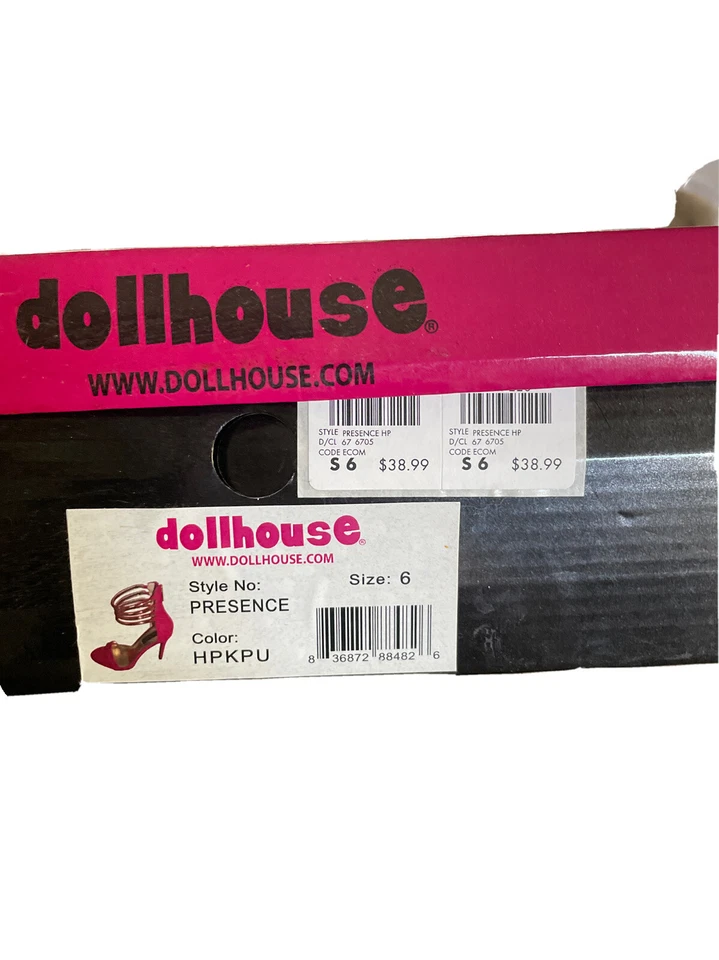 dollhouse®
WWW.DOLLHOUSE.COM
STYLE PRESENCE HP
D/CL 67 6705
CODE ECOM
S 6 $38.99
STYLE PRESENCE HP
D/CL 67 6705
CODE ECOM
S 6 $38.99
dollhouse®
WWW.DOLLHOUSE.COM
Style No:
PRESENCE
Size: 6
Color:
HPKPU
8 36872 88482 6